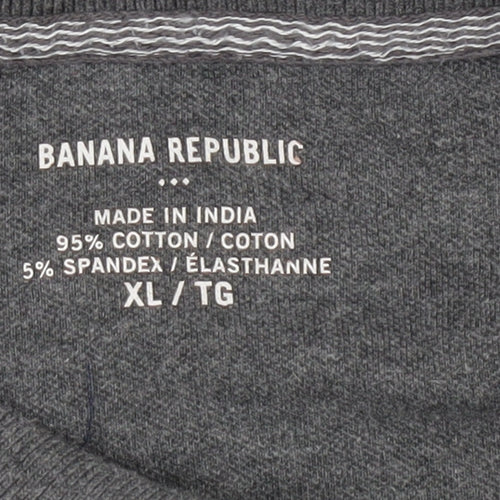 BANANA REPUBLIC
...
MADE IN INDIA
95% COTTON / COTON
5% SPANDEX / ÉLASTHANNE
XL / TG